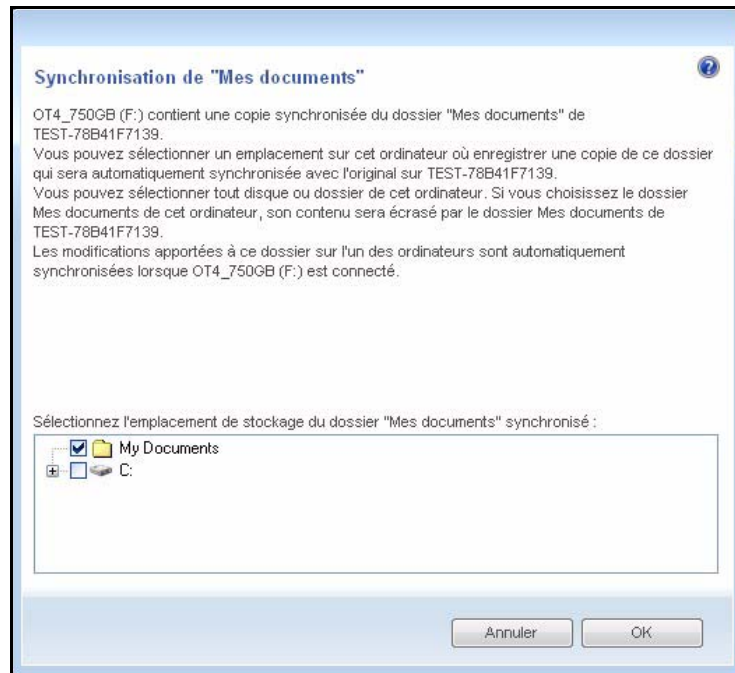 Synchronisation de "Mes documents"
?
OT4_750GB (F:) contient une copie synchronisée du dossier "Mes documents" de
TEST-78B41F7139.
Vous pouvez sélectionner un emplacement sur cet ordinateur où enregistrer une copie de ce dossier
qui sera automatiquement synchronisée avec l'original sur TEST-78B41F7139.
Vous pouvez sélectionner tout disque ou dossier de cet ordinateur. Si vous choisissez le dossier
Mes documents de cet ordinateur, son contenu sera écrasé par le dossier Mes documents de
TEST-78B41F7139.
Les modifications apportées à ce dossier sur l'un des ordinateurs sont automatiquement
synchronisées lorsque OT4_750GB (F:) est connecté.
Sélectionnez l'emplacement de stockage du dossier "Mes documents" synchronisé :
My Documents
C:
Annuler
OK